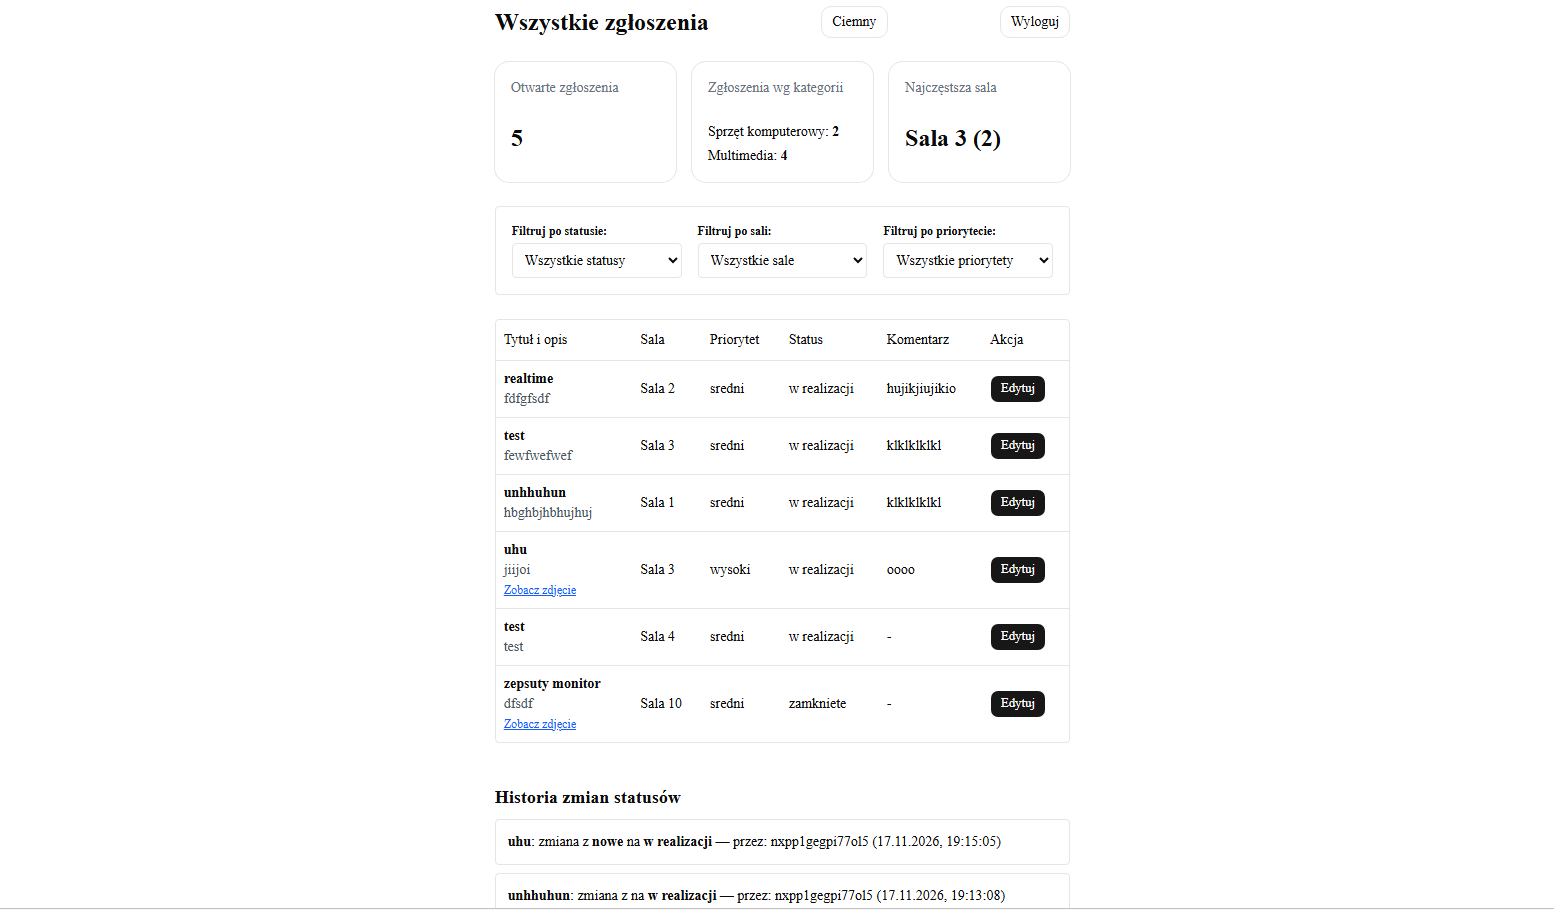 Wszystkie zgłoszenia
Ciemny
Wyloguj
Otwarte zgłoszenia
5
Zgłoszenia wg kategorii
Sprzęt komputerowy: 2
Multimedia: 4
Najczęstsza sala
Sala 3 (2)
Filtruj po statusie:
Wszystkie statusy
Filtruj po sali:
Wszystkie sale
Filtruj po priorytecie:
Wszystkie priorytety
Tytuł i opis Sala Priorytet Status Komentarz Akcja
realtime
fdfgfsdf
Sala 2 sredni w realizacji hujikjiujikio Edytuj
test
fewfwefwef
Sala 3 sredni w realizacji klklklklkl Edytuj
unhhuhun
hbghbjhbhujhuj
Sala 1 sredni w realizacji klklklklkl Edytuj
uhu
jiijoi
Zobacz zdjęcie
Sala 3 wysoki w realizacji oooo Edytuj
test
test
Sala 4 sredni w realizacji - Edytuj
zepsuty monitor
dfsdf
Zobacz zdjęcie
Sala 10 sredni zamkniete - Edytuj
Historia zmian statusów
uhu: zmiana z nowe na w realizacji — przez: nxpp1gegpi77ol5 (17.11.2026, 19:15:05)
unhhuhun: zmiana z na w realizacji — przez: nxpp1gegpi77ol5 (17.11.2026, 19:13:08)